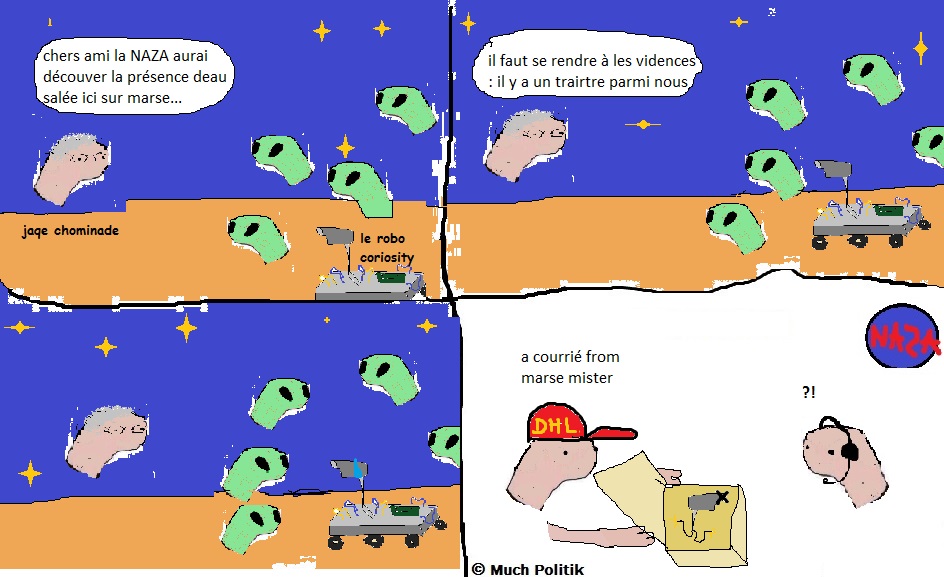 chers ami la NAZA aurai
découver la présence deau
salée ici sur marse...
jaqe chominade
le robo
coriosity
il faut se rendre à les vidences
: il y a un trairtre parmi nous
NAZA
a courrié from
marse mister
?!
DHL
© Much Politik